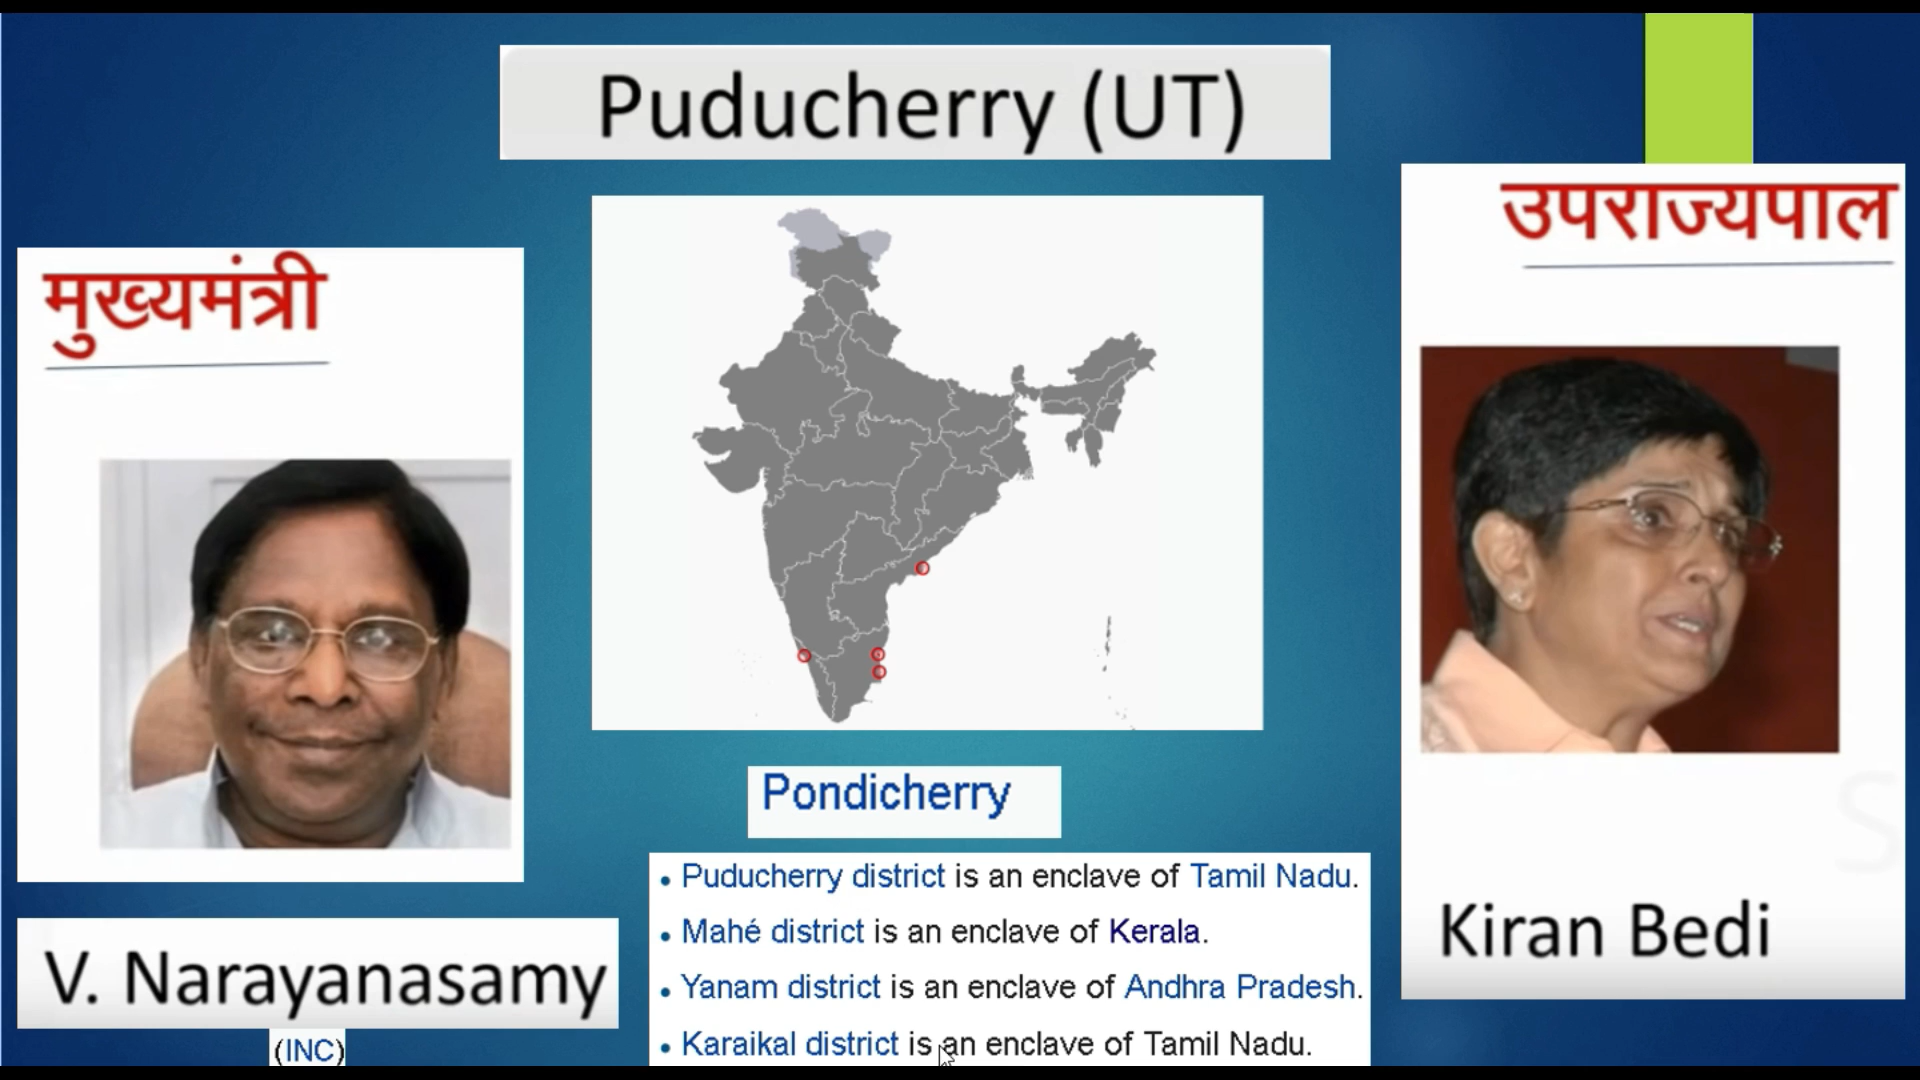 Puducherry (UT)
मुख्यमंत्री
उपराज्यपाल
V. Narayanasamy
(INC)
Kiran Bedi
Pondicherry
• Puducherry district is an enclave of Tamil Nadu.
• Mahé district is an enclave of Kerala.
• Yanam district is an enclave of Andhra Pradesh.
• Karaikal district is an enclave of Tamil Nadu.
S